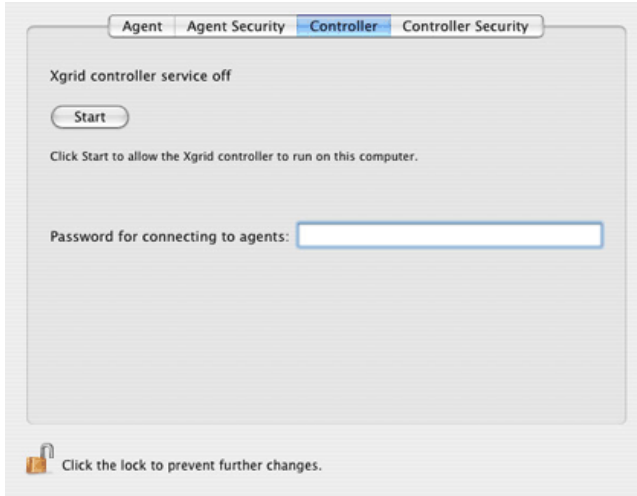 Agent Agent Security Controller Controller Security
Xgrid controller service off
Start
Click Start to allow the Xgrid controller to run on this computer.
Password for connecting to agents:
Click the lock to prevent further changes.